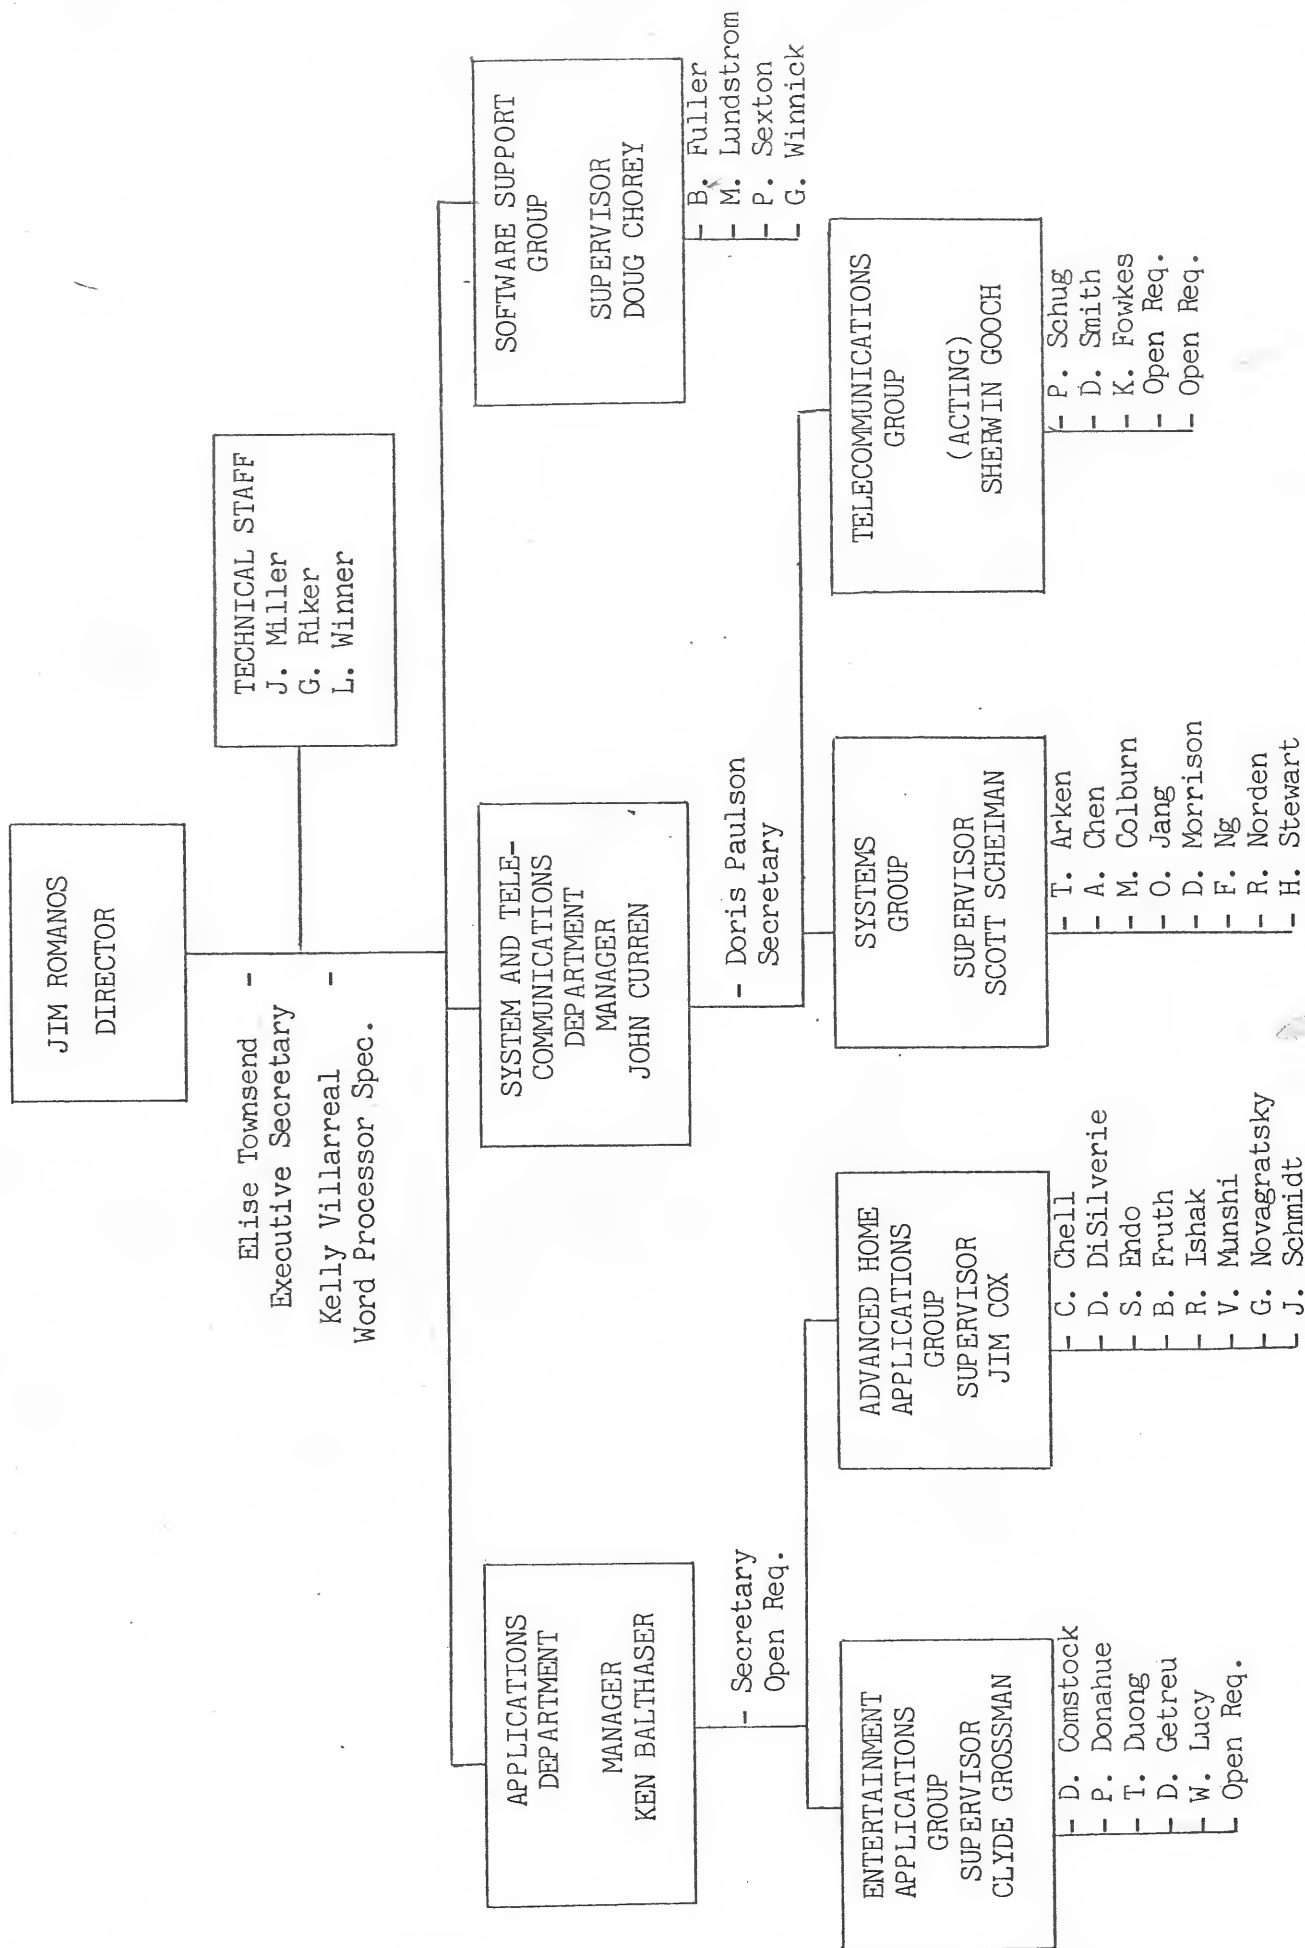 JIM ROMANOS
DIRECTOR
Elise Townsend -
Executive Secretary
Kelly Villarreal -
Word Processor Spec.
TECHNICAL STAFF
J. Miller
G. Riker
L. Winner
APPLICATIONS
DEPARTMENT
MANAGER
KEN BALTHASER
- Secretary
Open Req.
SYSTEM AND TELE-
COMMUNICATIONS
DEPARTMENT
MANAGER
JOHN CURREN
- Doris Paulson
Secretary
SOFTWARE SUPPORT
GROUP
SUPERVISOR
DOUG CHOREY
- B. Fuller
- M. Lundstrom
- P. Sexton
- G. Winnick
ENTERTAINMENT
APPLICATIONS
GROUP
SUPERVISOR
CLYDE GROSSMAN
- D. Comstock
- P. Donahue
- T. Duong
- D. Getreu
- W. Lucy
- Open Req.
ADVANCED HOME
APPLICATIONS
GROUP
SUPERVISOR
JIM COX
- C. Chell
- D. DiSilverie
- S. Endo
- B. Fruth
- R. Ishak
- V. Munshi
- G. Novagratsky
- J. Schmidt
SYSTEMS
GROUP
SUPERVISOR
SCOTT SCHEIMAN
- T. Arken
- A. Chen
- M. Colburn
- O. Jang
- D. Morrison
- F. Ng
- R. Norden
- H. Stewart
TELECOMMUNICATIONS
GROUP
(ACTING)
SHERWIN GOOCH
- P. Schug
- D. Smith
- K. Fowkes
- Open Req.
- Open Req.